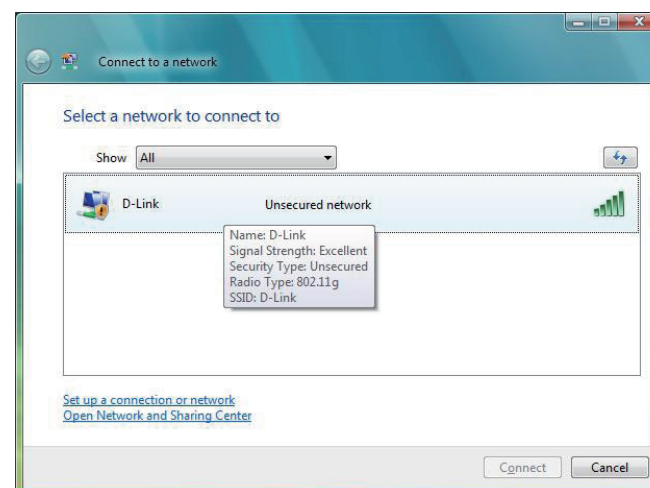 Connect to a network
Select a network to connect to
Show All
D-Link Unsecured network
Name: D-Link
Signal Strength: Excellent
Security Type: Unsecured
Radio Type: 802.11g
SSID: D-Link
Set up a connection or network
Open Network and Sharing Center
Connect Cancel